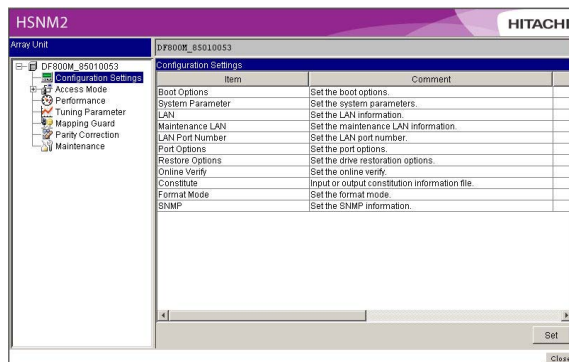 HSNM2
HITACHI
Array Unit
DF800M_85010053
DF800M_85010053
Configuration Settings
Access Mode
Performance
Tuning Parameter
Mapping Guard
Parity Correction
Maintenance
Configuration Settings
Item Comment
Boot Options Set the boot options.
System Parameter Set the system parameters.
LAN Set the LAN information.
Maintenance LAN Set the maintenance LAN information.
LAN Port Number Set the LAN port number.
Port Options Set the port options.
Restore Options Set the drive restoration options.
Online Verify Set the online verify.
Constitute Input or output constitution information file.
Format Mode Set the format mode.
SNMP Set the SNMP information.
Set
Close